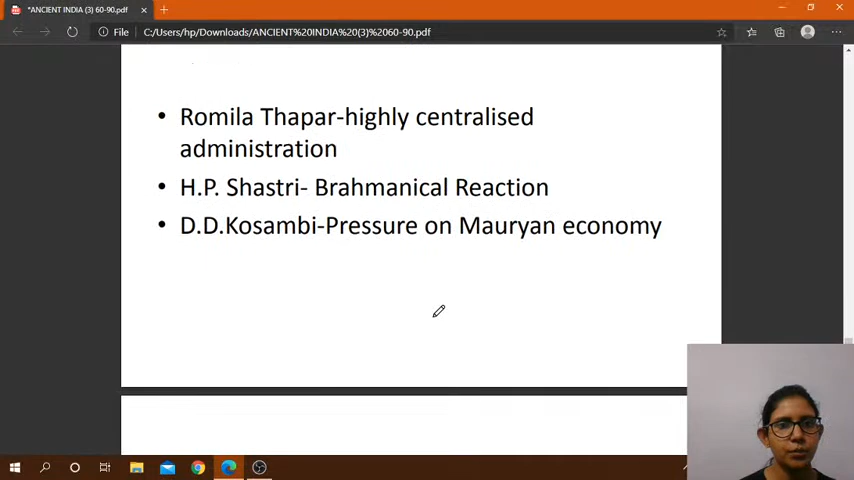 *ANCIENT INDIA (3) 60-90.pdf
File
C:/Users/hp/Downloads/ANCIENT%20INDIA%20(3)%2060-90.pdf
• Romila Thapar-highly centralised
administration
• H.P. Shastri- Brahmanical Reaction
• D.D.Kosambi-Pressure on Mauryan economy